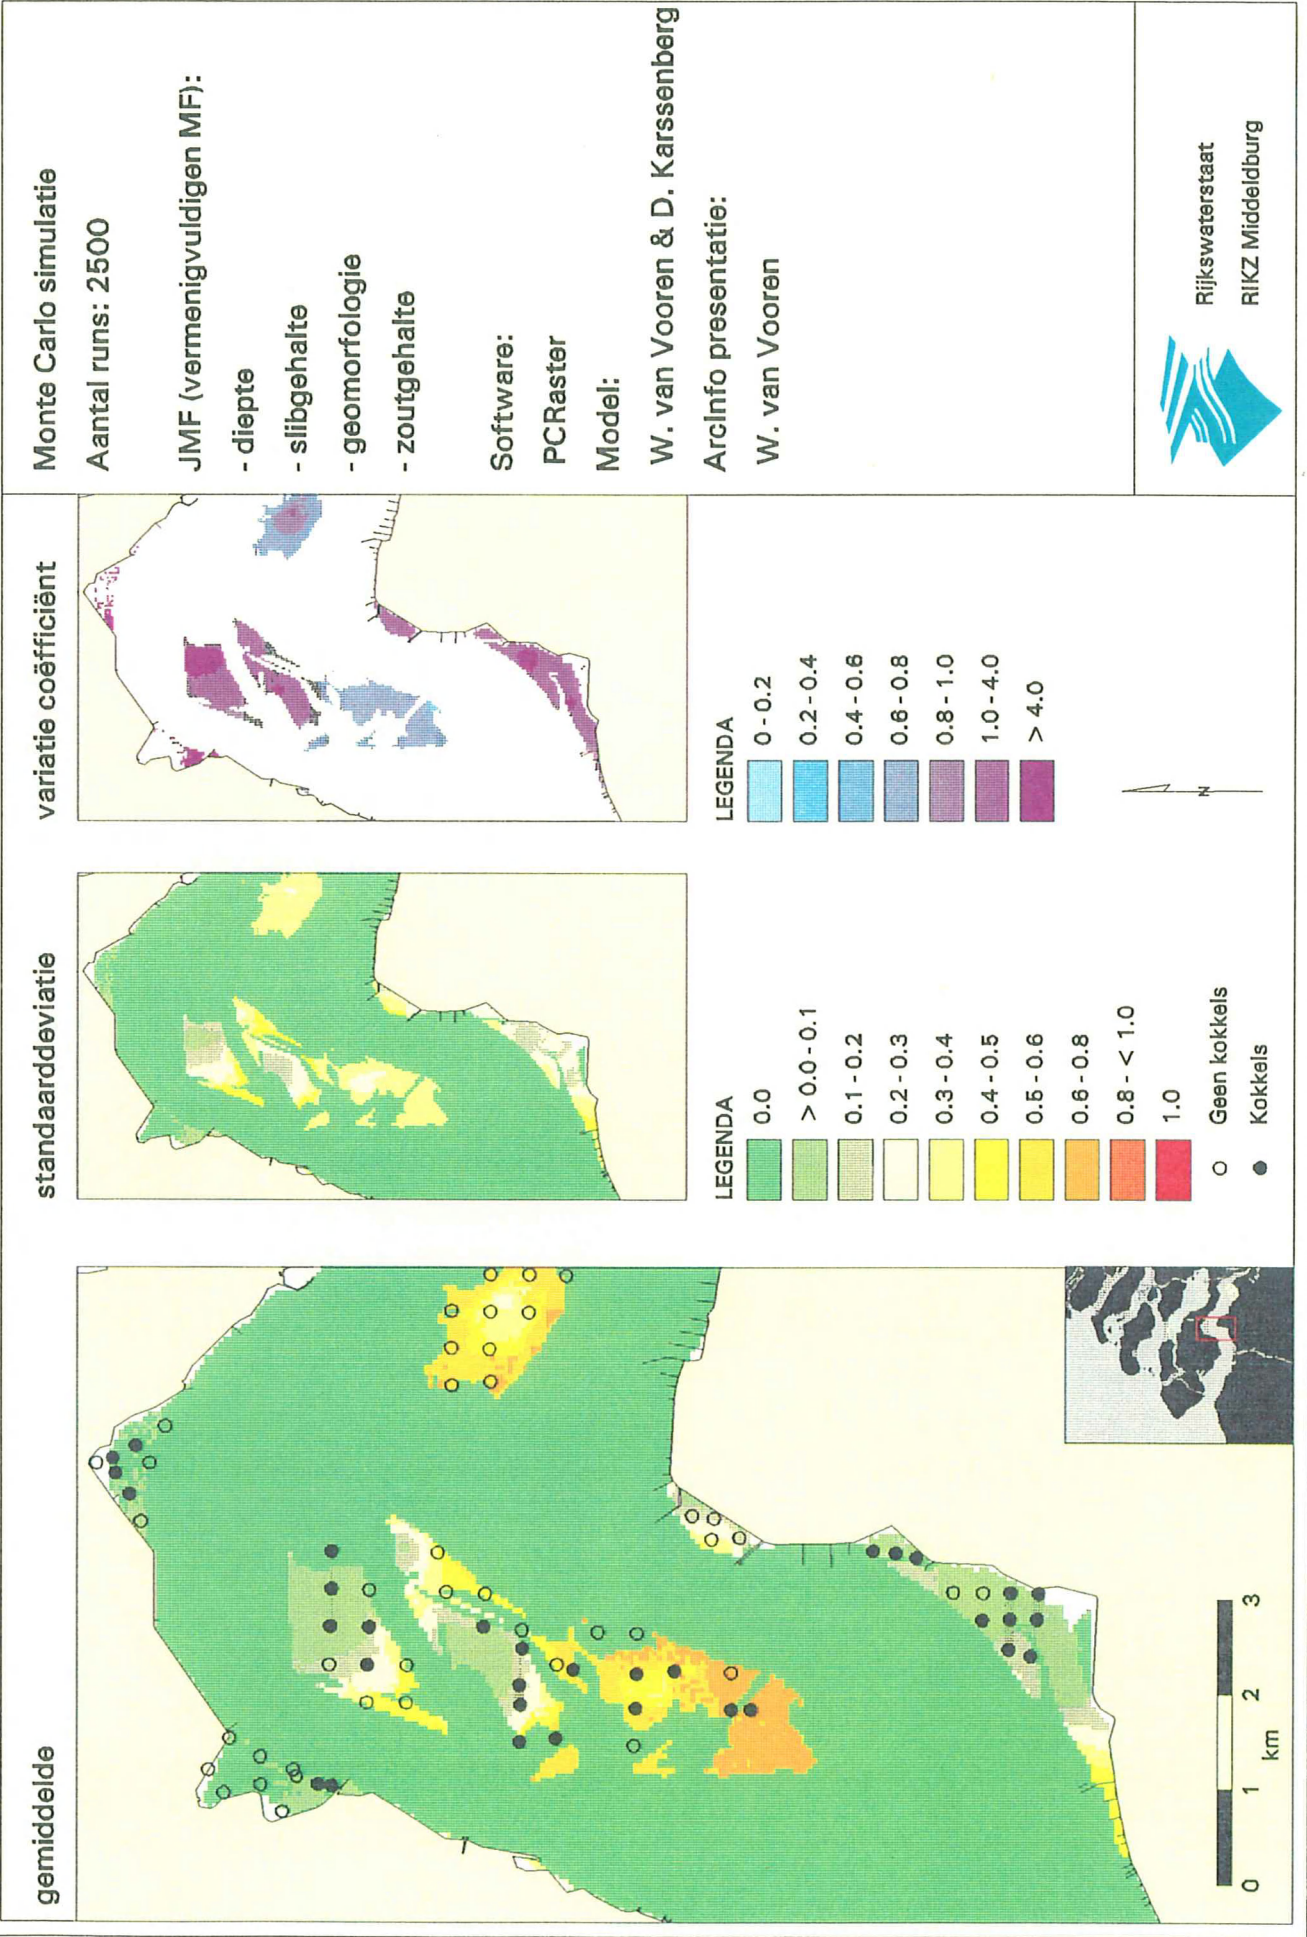 gemiddelde
0
1
2
3
km
standaarddeviatie
LEGENDA
0.0
> 0.0 - 0.1
0.1 - 0.2
0.2 - 0.3
0.3 - 0.4
0.4 - 0.5
0.5 - 0.6
0.6 - 0.8
0.8 - < 1.0
1.0
Geen kokkels
Kokkels
variatie coëfficiënt
LEGENDA
0 - 0.2
0.2 - 0.4
0.4 - 0.6
0.6 - 0.8
0.8 - 1.0
1.0 - 4.0
> 4.0
N
Monte Carlo simulatie
Aantal runs: 2500
JMF (vermenigvuldigen MF):
- diepte
- slibgehalte
- geomorfologie
- zoutgehalte
Software:
PCRaster
Model:
W. van Vooren & D. Karssenberg
ArcInfo presentatie:
W. van Vooren
Rijkswaterstaat
RIKZ Middeldburg